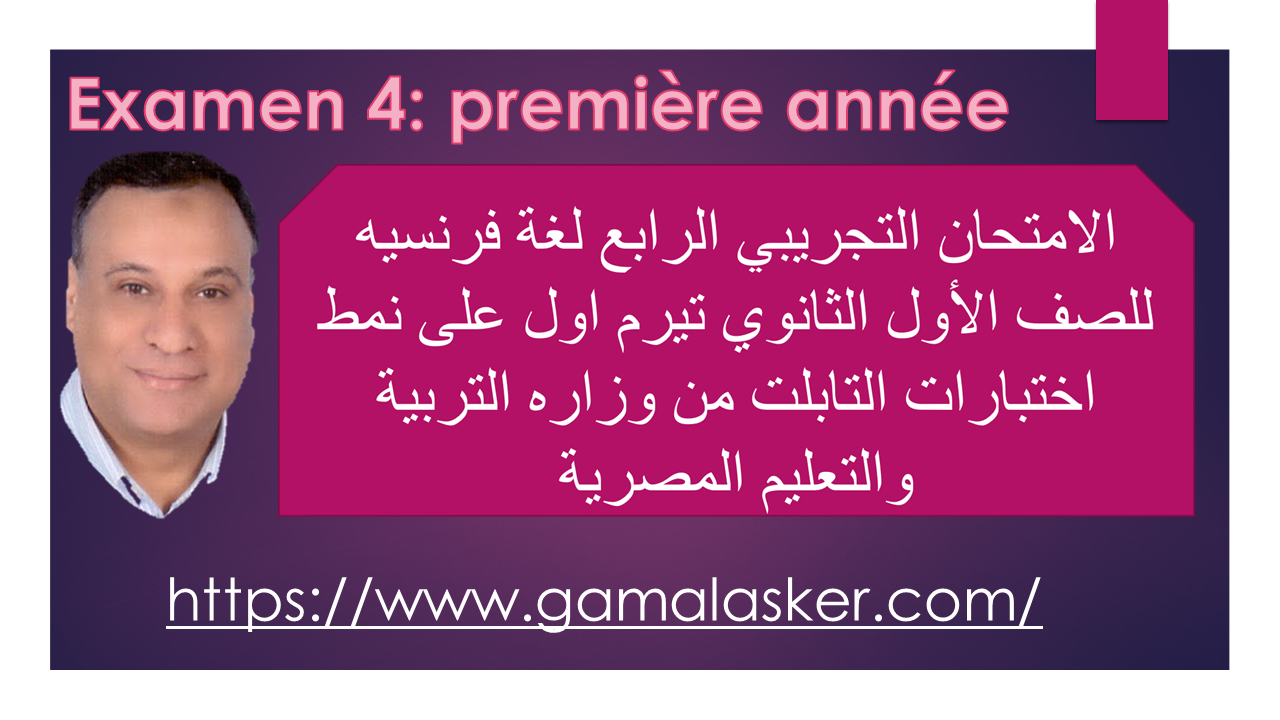 Examen 4: première année
الامتحان التجريبي الرابع لغة فرنسيه
للصف الأول الثانوي تيرم اول على نمط
اختبارات التابلت من وزاره التربية
والتعليم المصرية
https://www.gamalasker.com/